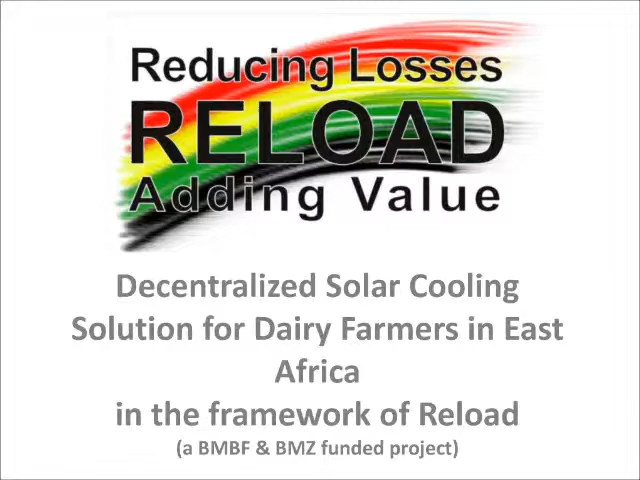 Reducing Losses
RELOAD
Adding Value
Decentralized Solar Cooling
Solution for Dairy Farmers in East
Africa
in the framework of Reload
(a BMBF & BMZ funded project)